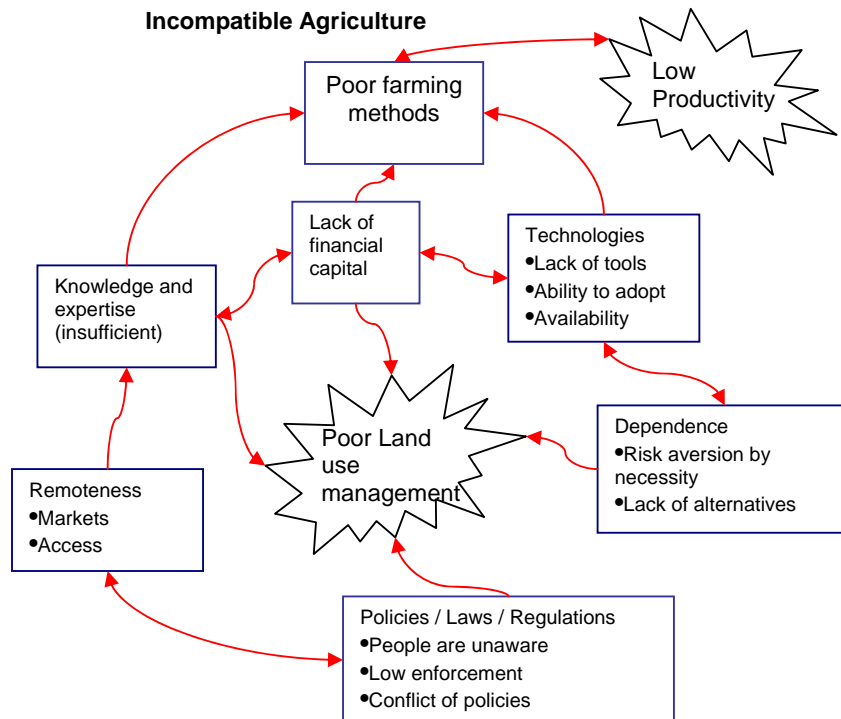 Incompatible Agriculture
Poor farming
methods
Low
Productivity
Lack of
financial
capital
Technologies
•Lack of tools
•Ability to adopt
•Availability
Knowledge and
expertise
(insufficient)
Poor Land
use
management
Dependence
•Risk aversion by
necessity
•Lack of alternatives
Remoteness
•Markets
•Access
Policies / Laws / Regulations
•People are unaware
•Low enforcement
•Conflict of policies